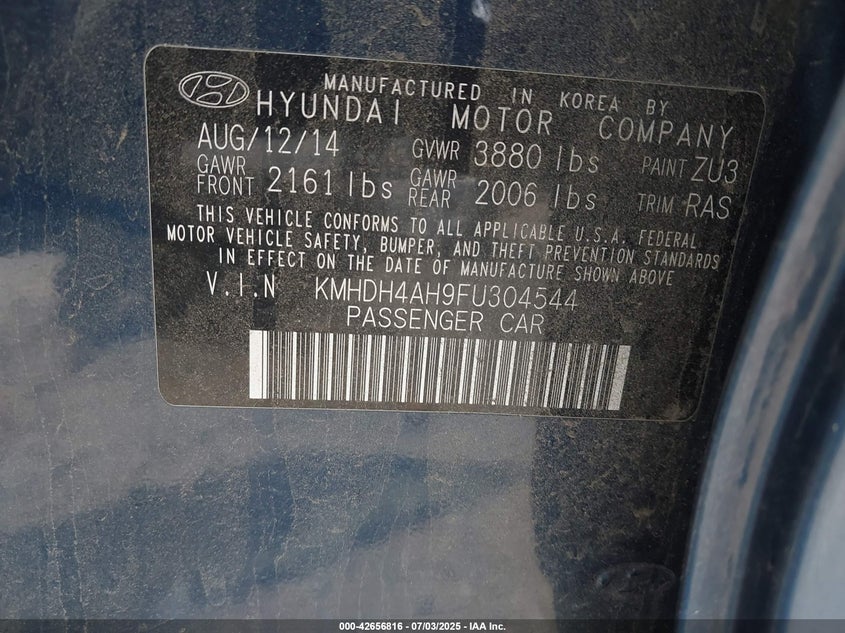 MANUFACTURED IN KOREA BY
HYUNDAI MOTOR COMPANY
AUG/12/14 GVWR 3880 lbs PAINT ZU3
GAWR FRONT 2161 lbs GAWR REAR 2006 lbs TRIM RAS
THIS VEHICLE CONFORMS TO ALL APPLICABLE U.S.A. FEDERAL
MOTOR VEHICLE SAFETY, BUMPER, AND THEFT PREVENTION STANDARDS
IN EFFECT ON THE DATE OF MANUFACTURE SHOWN ABOVE
V.I.N KMHDH4AH9FU304544
PASSENGER CAR
000-42656816 - 07/03/2025 - IAA Inc.